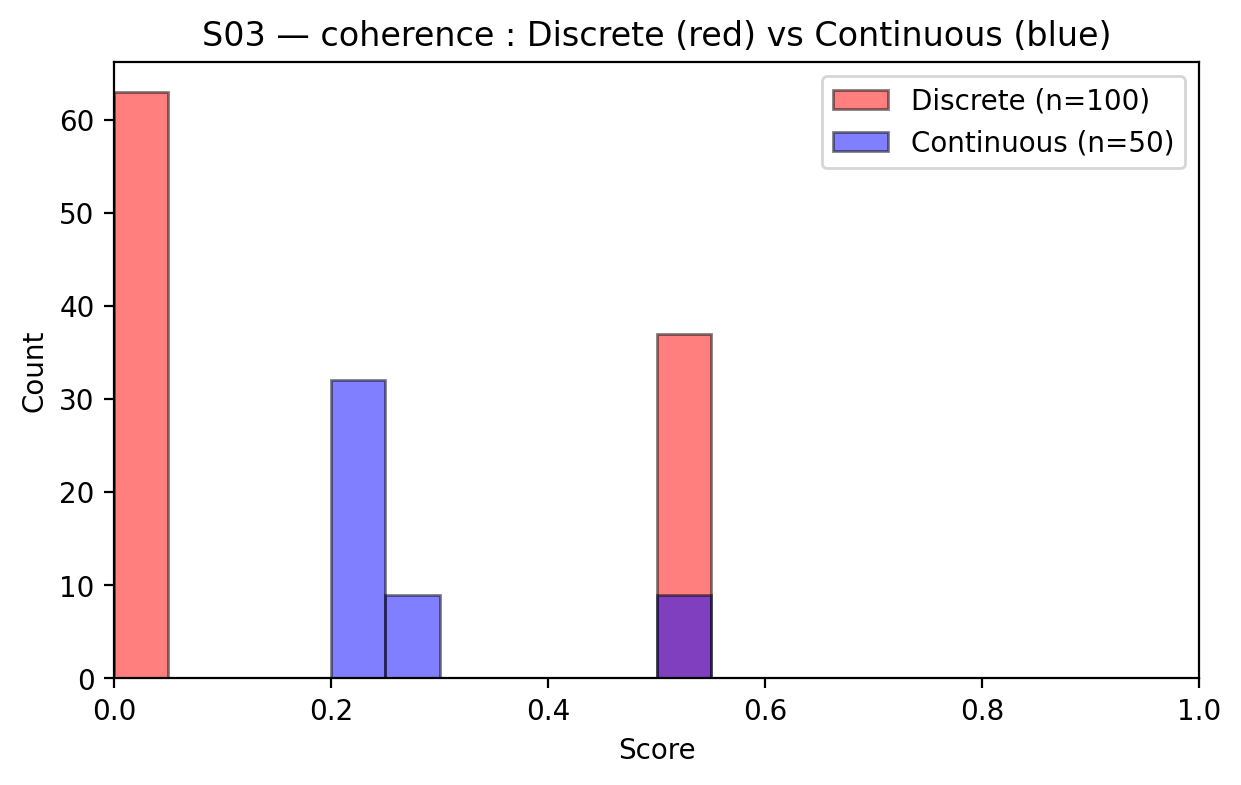 S03 — coherence : Discrete (red) vs Continuous (blue)
Discrete (n=100)
Continuous (n=50)
60
50
40
30
20
10
0
Count
0.0 0.2 0.4 0.6 0.8 1.0
Score